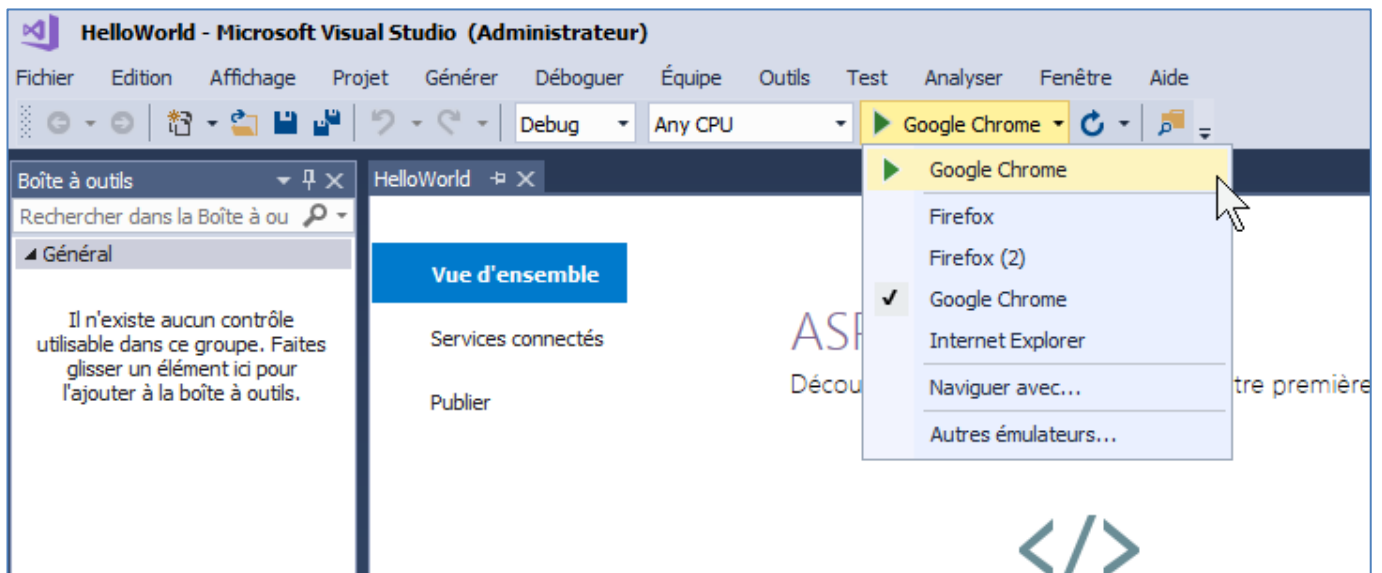 HelloWorld - Microsoft Visual Studio (Administrateur)
Fichier Edition Affichage Projet Générer Déboguer Équipe Outils Test Analyser Fenêtre Aide
Debug Any CPU Google Chrome
Boîte à outils
HelloWorld
Google Chrome
Rechercher dans la Boîte à ou
Firefox
Général
Firefox (2)
Vue d'ensemble
Google Chrome
Il n'existe aucun contrôle
utilisable dans ce groupe. Faites
glisser un élément ici pour
l'ajouter à la boîte à outils.
Services connectés
Internet Explorer
Publier
Naviguer avec...
tre première
Autres émulateurs...
</>